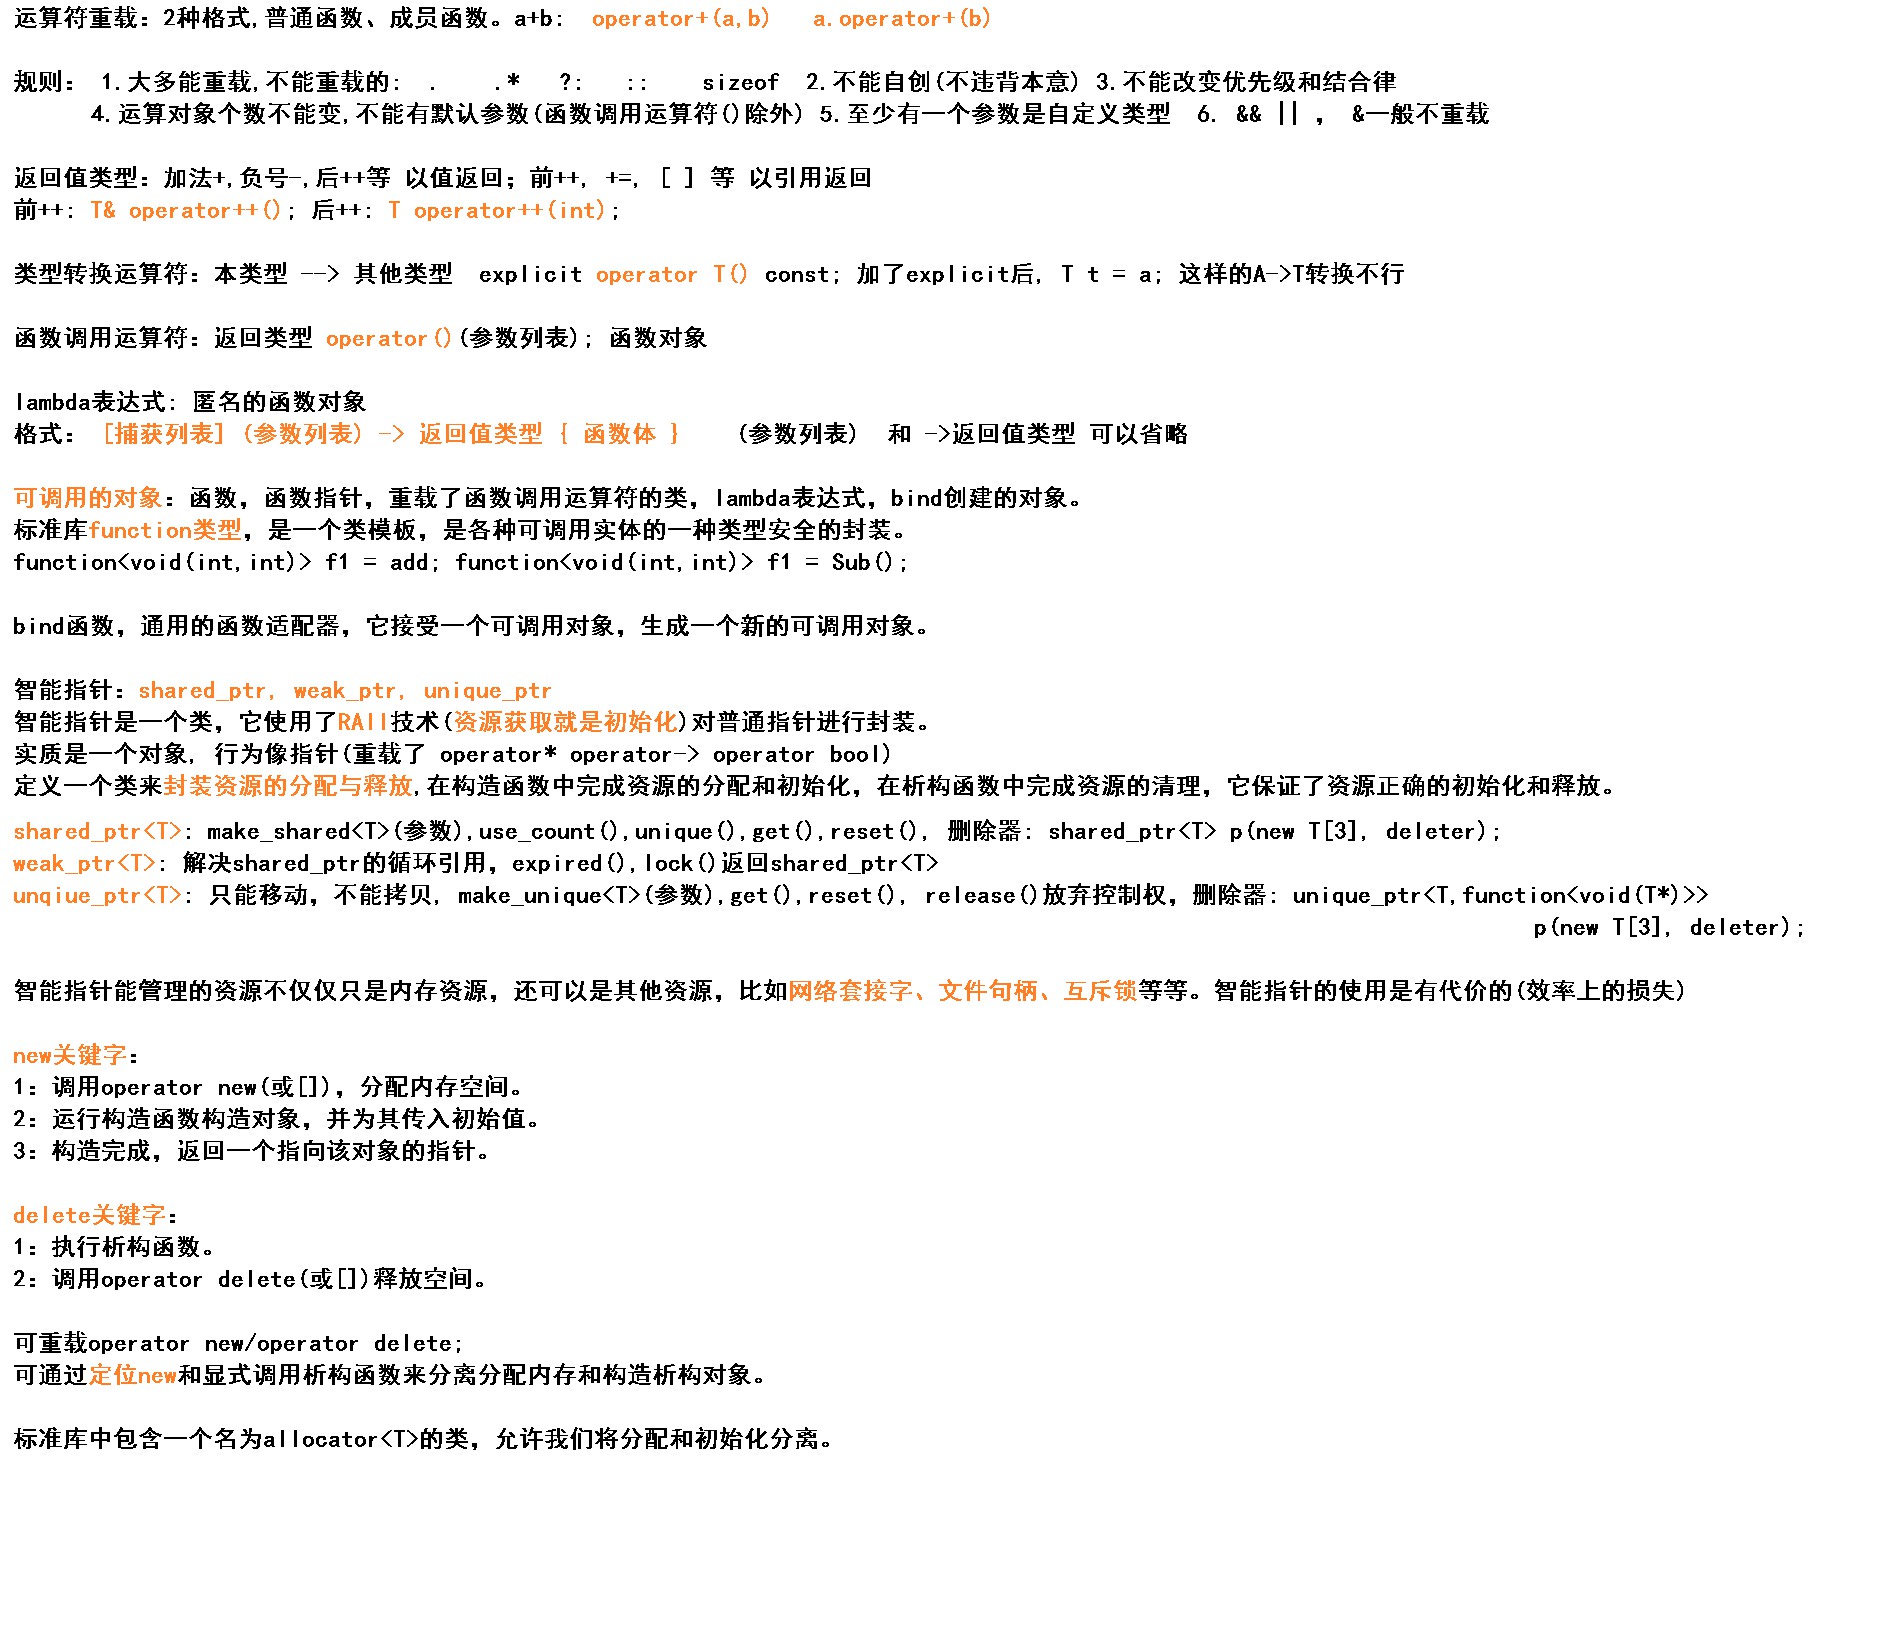 运算符重载：2种格式,普通函数、成员函数。a+b:  operator+(a,b)   a.operator+(b)
规则： 1.大多能重载,不能重载的:  .    .*   ?:   ::    sizeof  2.不能自创(不违背本意) 3.不能改变优先级和结合律
4.运算对象个数不能变,不能有默认参数(函数调用运算符()除外) 5.至少有一个参数是自定义类型  6. && || ， &一般不重载
返回值类型：加法+,负号-,后++等 以值返回；前++, +=, [ ] 等 以引用返回
前++: T& operator++(); 后++: T operator++(int);
类型转换运算符：本类型 --> 其他类型  explicit operator T() const; 加了explicit后, T t = a; 这样的A->T转换不行
函数调用运算符：返回类型 operator()(参数列表); 函数对象
lambda表达式: 匿名的函数对象
格式： [捕获列表] (参数列表) -> 返回值类型 { 函数体 }    (参数列表)  和 ->返回值类型 可以省略
可调用的对象：函数，函数指针，重载了函数调用运算符的类，lambda表达式，bind创建的对象。
标准库function类型，是一个类模板，是各种可调用实体的一种类型安全的封装。
function<void(int,int)> f1 = add; function<void(int,int)> f1 = Sub();
bind函数，通用的函数适配器，它接受一个可调用对象，生成一个新的可调用对象。
智能指针：shared_ptr, weak_ptr, unique_ptr
智能指针是一个类，它使用了RAII技术(资源获取就是初始化)对普通指针进行封装。
实质是一个对象, 行为像指针(重载了 operator* operator-> operator bool)
定义一个类来封装资源的分配与释放,在构造函数中完成资源的分配和初始化，在析构函数中完成资源的清理，它保证了资源正确的初始化和释放。
shared_ptr<T>: make_shared<T>(参数),use_count(),unique(),get(),reset(), 删除器: shared_ptr<T> p(new T[3], deleter);
weak_ptr<T>: 解决shared_ptr的循环引用，expired(),lock()返回shared_ptr<T>
unqiue_ptr<T>: 只能移动，不能拷贝, make_unique<T>(参数),get(),reset(), release()放弃控制权，删除器: unique_ptr<T,function<void(T*)>>
p(new T[3], deleter);
智能指针能管理的资源不仅仅只是内存资源，还可以是其他资源，比如网络套接字、文件句柄、互斥锁等等。智能指针的使用是有代价的(效率上的损失)
new关键字：
1：调用operator new(或[])，分配内存空间。
2：运行构造函数构造对象，并为其传入初始值。
3：构造完成，返回一个指向该对象的指针。
delete关键字：
1：执行析构函数。
2：调用operator delete(或[])释放空间。
可重载operator new/operator delete;
可通过定位new和显式调用析构函数来分离分配内存和构造析构对象。
标准库中包含一个名为allocator<T>的类，允许我们将分配和初始化分离。